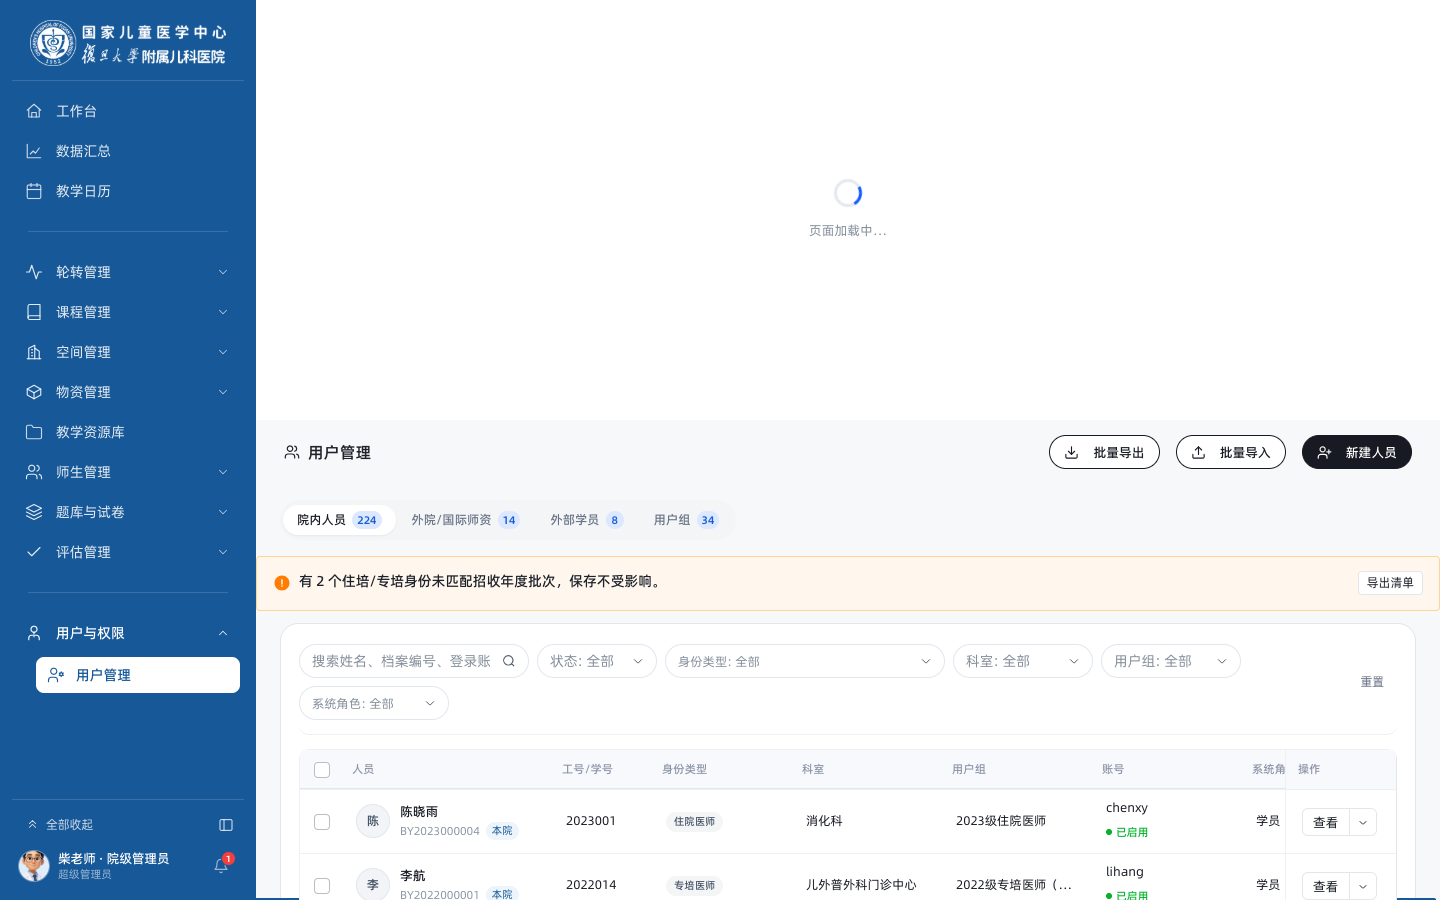 国家儿童医学中心
復旦大学附属儿科医院
1952
工作台
数据汇总
教学日历
轮转管理
课程管理
空间管理
物资管理
教学资源库
师生管理
题库与试卷
评估管理
用户与权限
用户管理
全部收起
柴老师 · 院级管理员
超级管理员
1
页面加载中...
用户管理
批量导出
批量导入
新建人员
院内人员 224
外院/国际师资 14
外部学员 8
用户组 34
有 2 个住培/专培身份未匹配招收年度批次，保存不受影响。
导出清单
搜索姓名、档案编号、登录账
状态: 全部
身份类型: 全部
科室: 全部
用户组: 全部
系统角色: 全部
重置
人员 工号/学号 身份类型 科室 用户组 账号 系统角 操作
陈 陈晓雨 BY2023000004 本院 2023001 住院医师 消化科 2023级住院医师 chenxy 已启用 学员 查看
李 李航 BY2022000001 本院 2022014 专培医师 儿外普外科门诊中心 2022级专培医师（... lihang 已启用 学员 查看